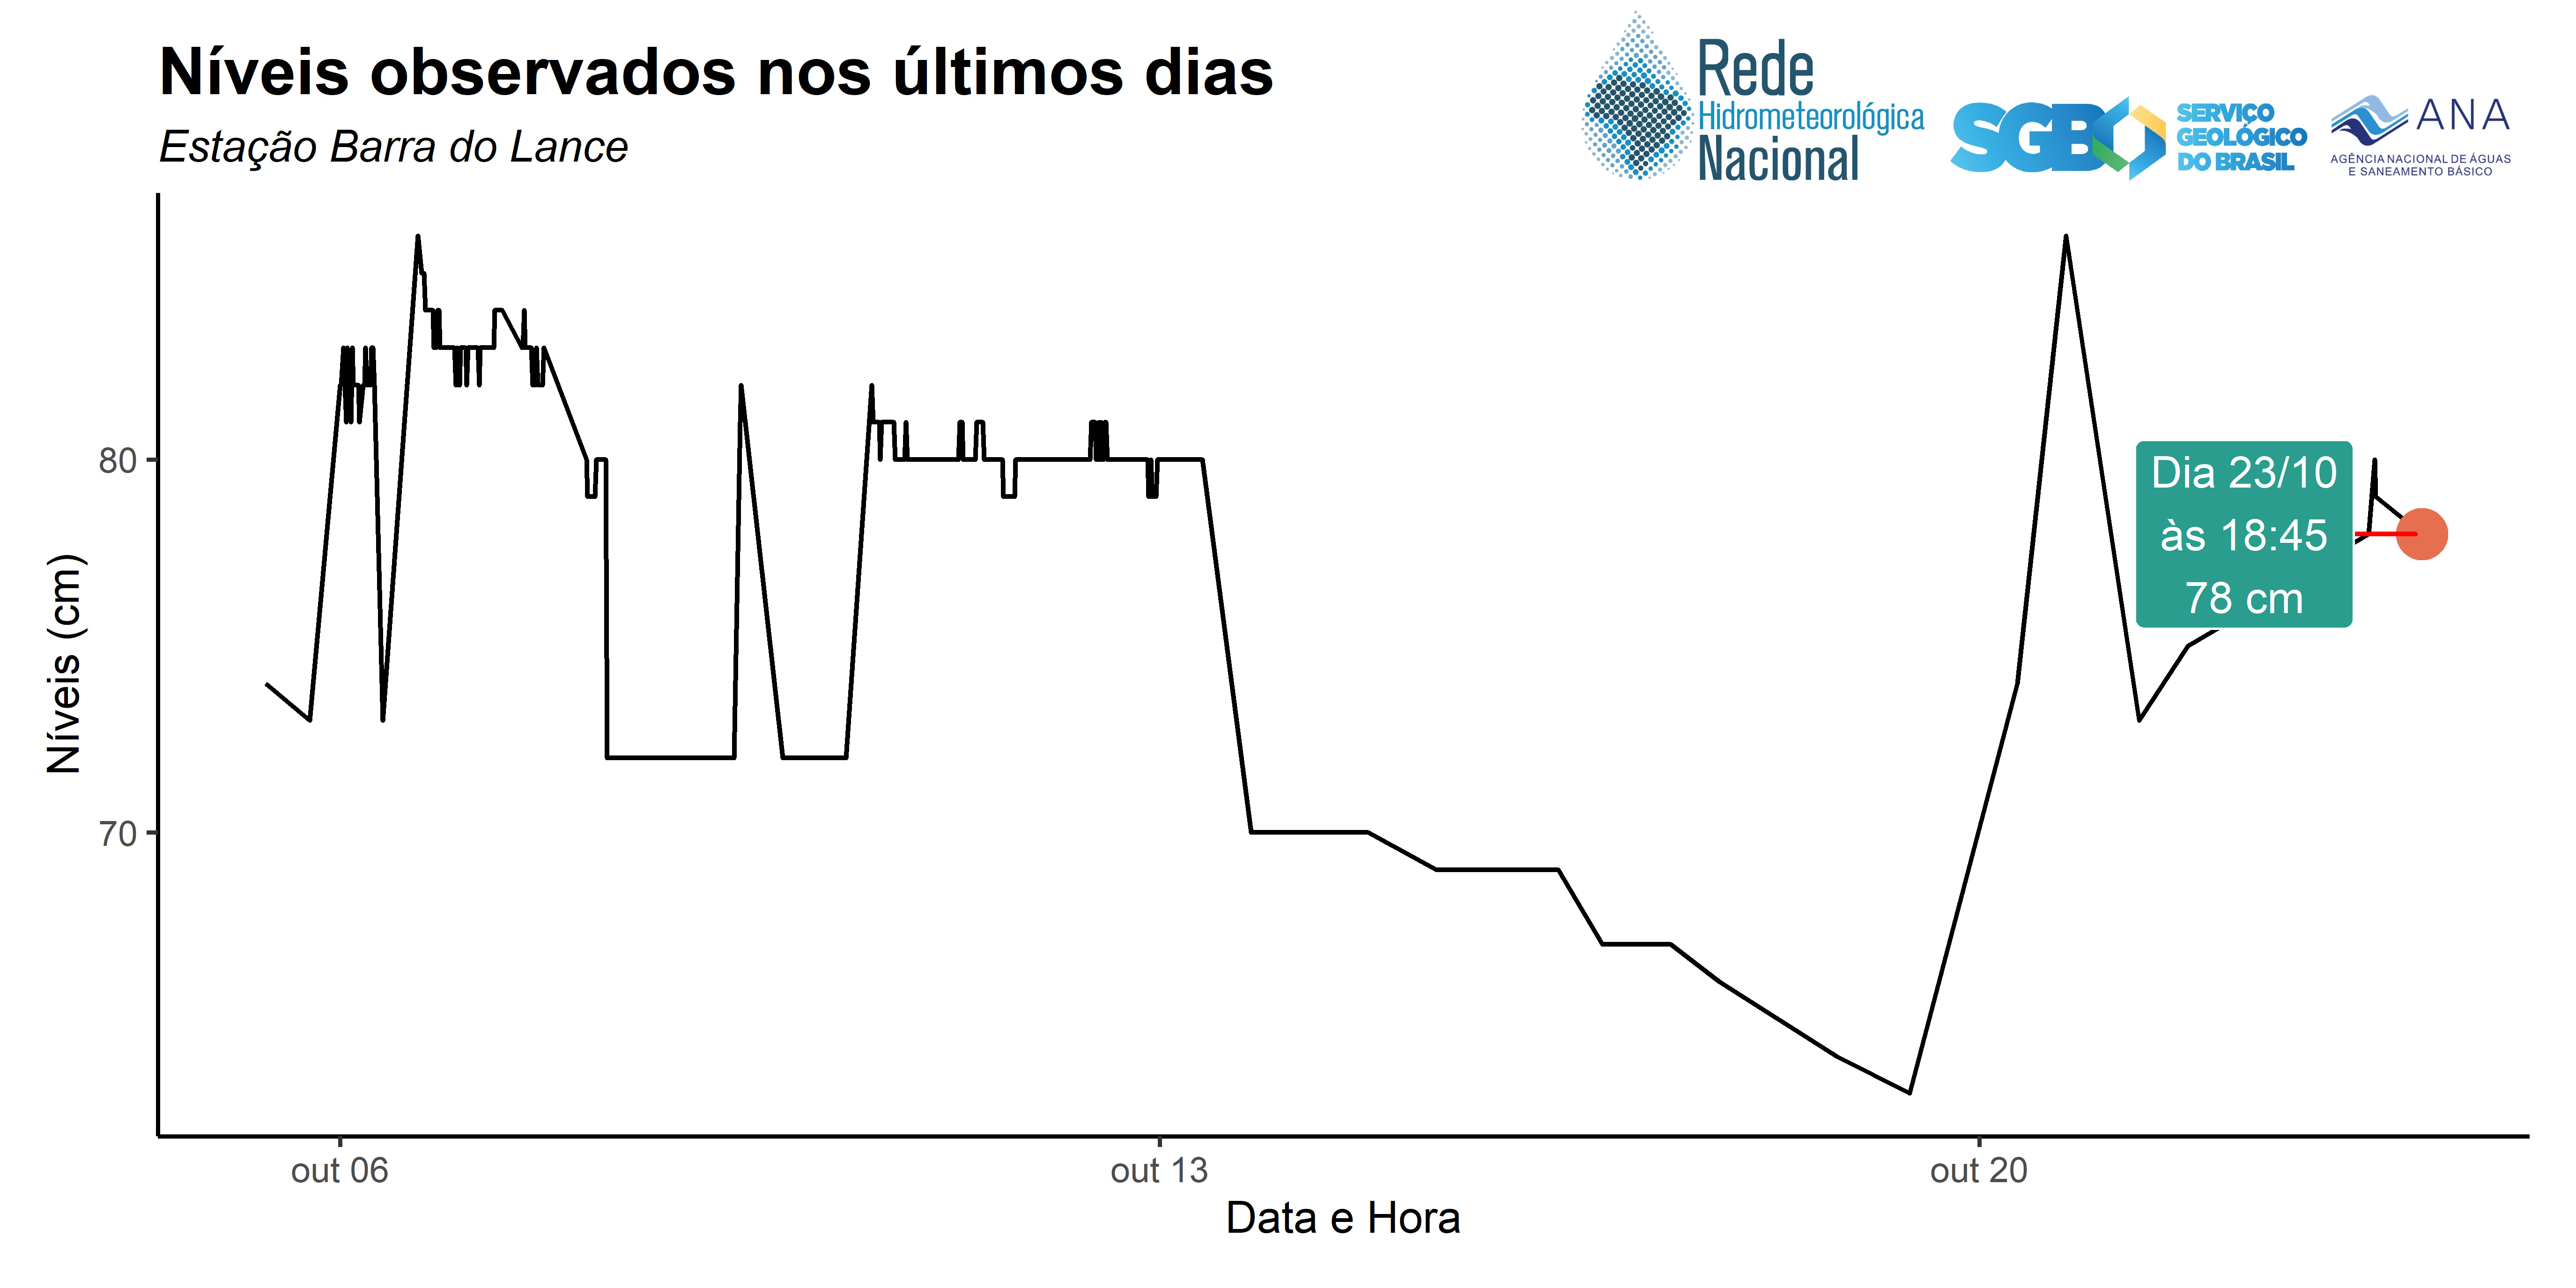 Níveis observados nos últimos dias
Estação Barra do Lance
Rede
Hidrometeorológica
Nacional
SGB
SERVIÇO
GEOLÓGICO
DO BRASIL
ANA
AGÊNCIA NACIONAL DE ÁGUAS
E SANEAMENTO BÁSICO
Níveis (cm)
80
70
Dia 23/10
às 18:45
78 cm
out 06
out 13
out 20
Data e Hora